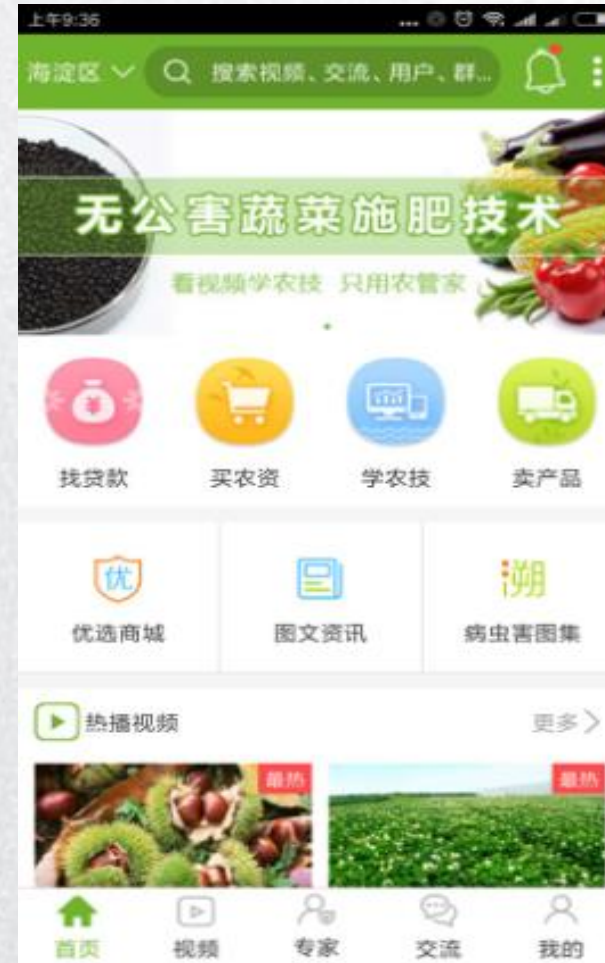 上午9:36
海淀区 搜索视频、交流、用户、群...
无公害蔬菜施肥技术
看视频学农技 只用农管家
找贷款 买农资 学农技 卖产品
优 溯
优选商城 图文资讯 病虫害图集
热播视频 更多
最热 最热
首页 视频 专家 交流 我的